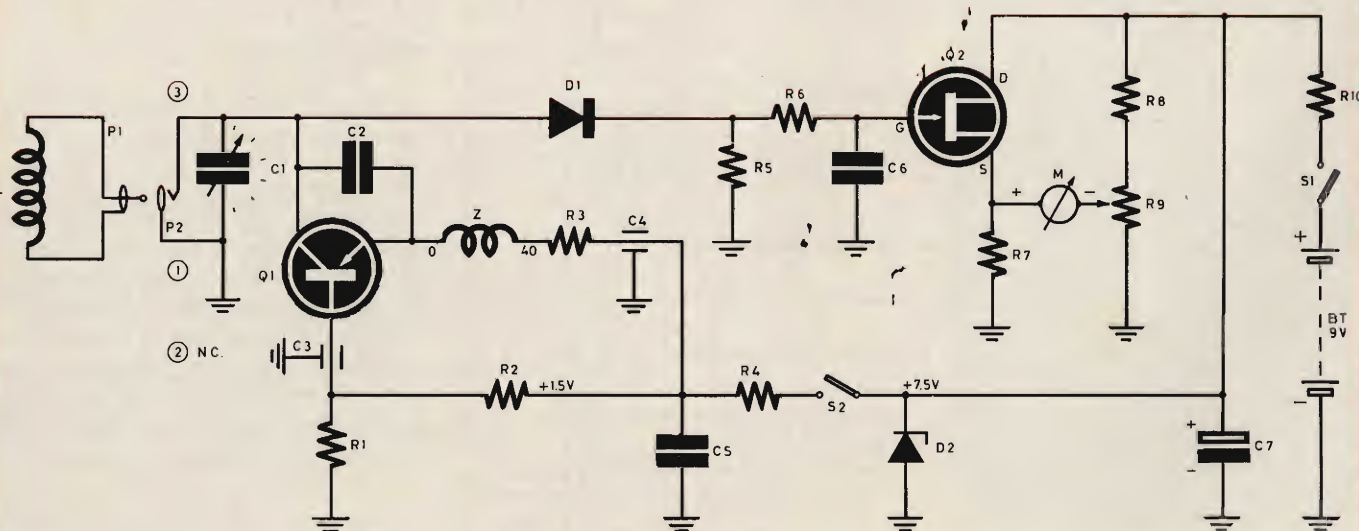 Q2
D
D1
P1
③
R6
R8
R10
C2
G
C1
R5
C6
S
M
S1
+
-
R9
P2
Z
R3
C4
+
0
40
R7
①
Q1
BT
9V
② N.C.
C3
R2
+1.5V
R4
+7.5V
S2
-
R1
C5
D2
+
C7
-